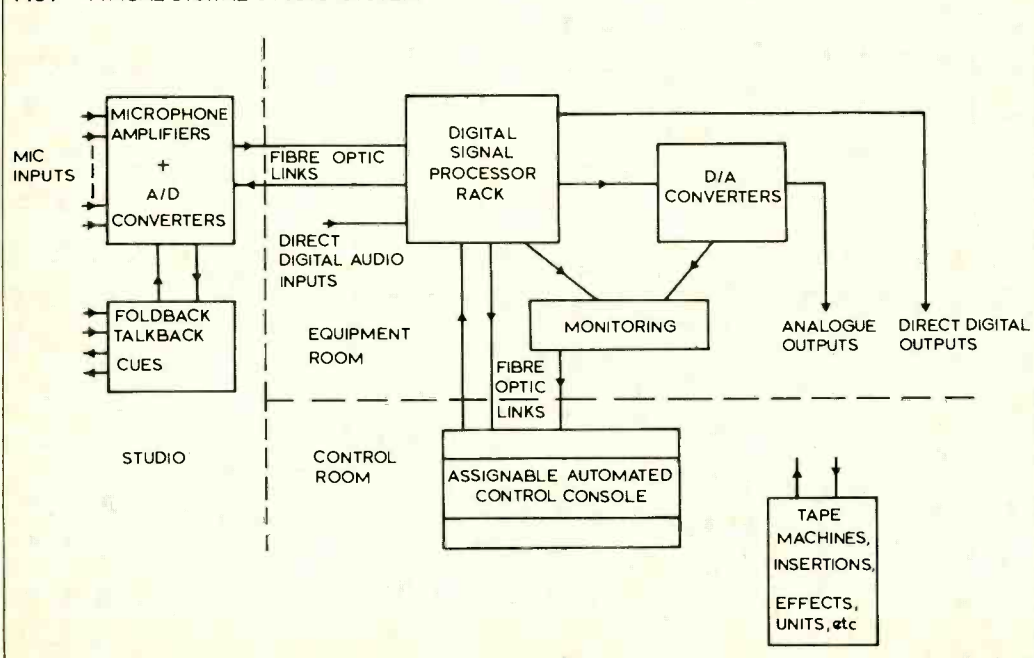 MICROPHONE
AMPLIFIERS
+
A/D
CONVERTERS
MIC
INPUTS
FOLDBACK
TALKBACK
CUES
STUDIO
FIBRE OPTIC
LINKS
DIRECT
DIGITAL AUDIO
INPUTS
EQUIPMENT
ROOM
DIGITAL
SIGNAL
PROCESSOR
RACK
D/A
CONVERTERS
MONITORING
ANALOGUE
OUTPUTS
DIRECT DIGITAL
OUTPUTS
FIBRE
OPTIC
LINKS
CONTROL
ROOM
ASSIGNABLE AUTOMATED
CONTROL CONSOLE
TAPE
MACHINES,
INSERTIONS,
EFFECTS,
UNITS, etc